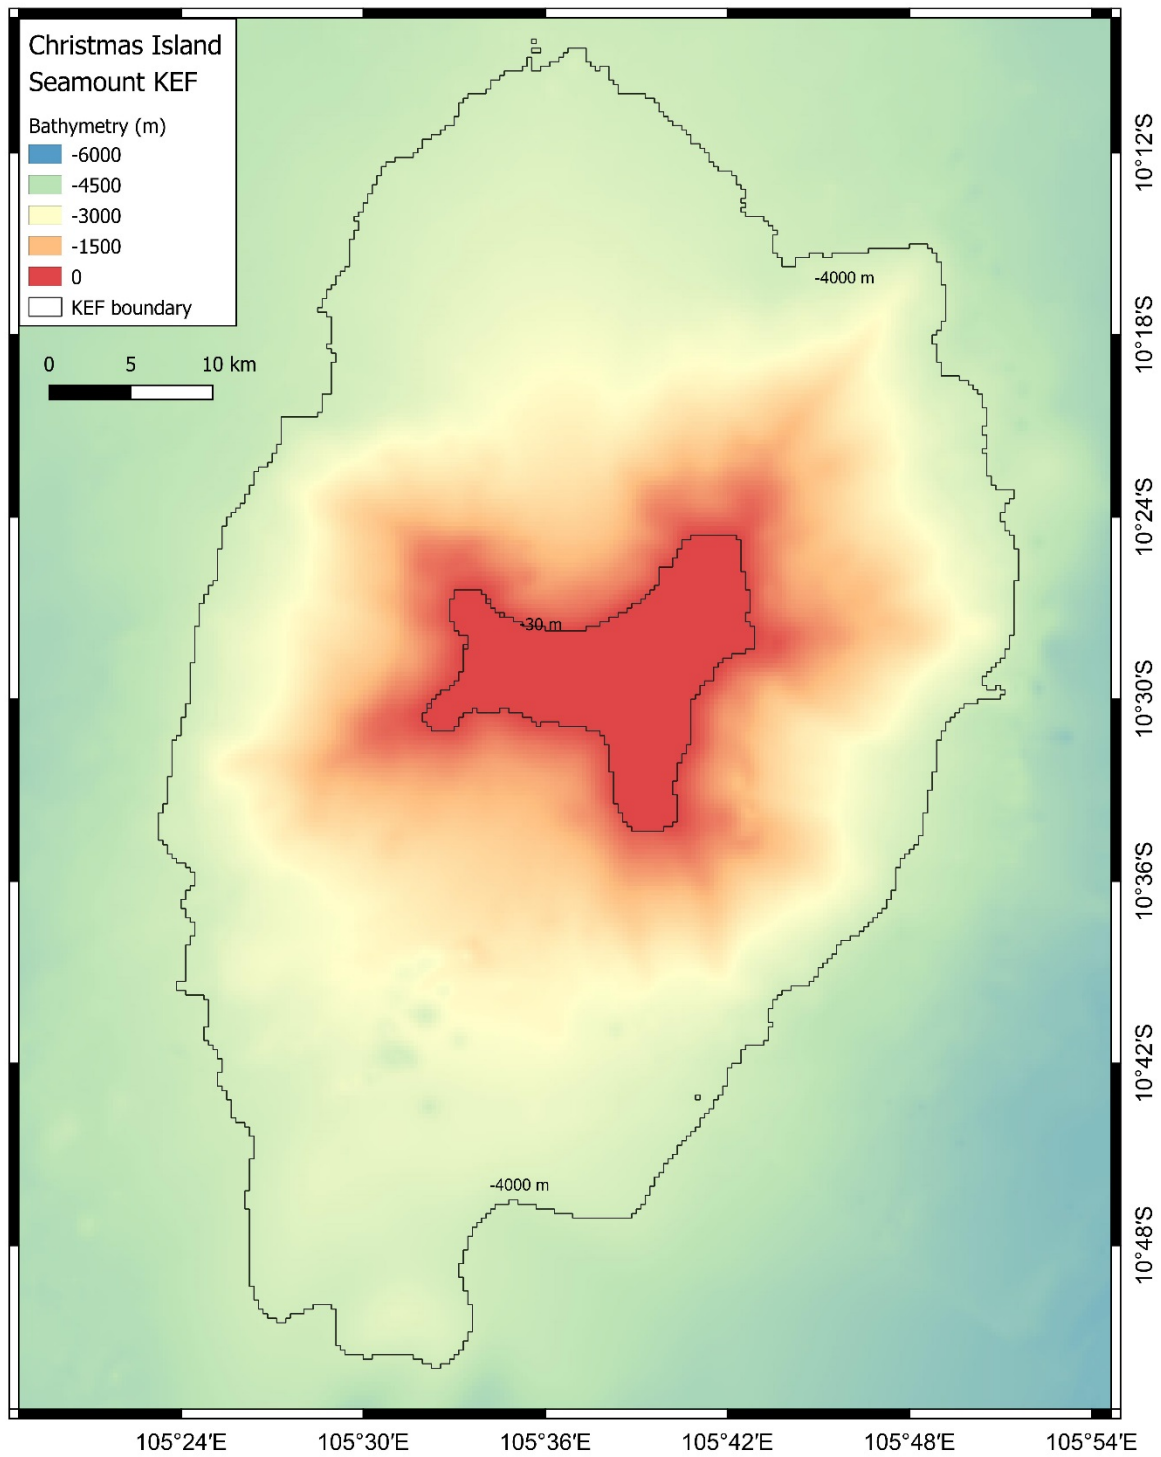 Christmas Island
Seamount KEF
Bathymetry (m)
-6000
-4500
-3000
-1500
0
KEF boundary
0 5 10 km
-4000 m
-30 m
-4000 m
10°12'S
10°18'S
10°24'S
10°30'S
10°36'S
10°42'S
10°48'S
105°24'E 105°30'E 105°36'E 105°42'E 105°48'E 105°54'E